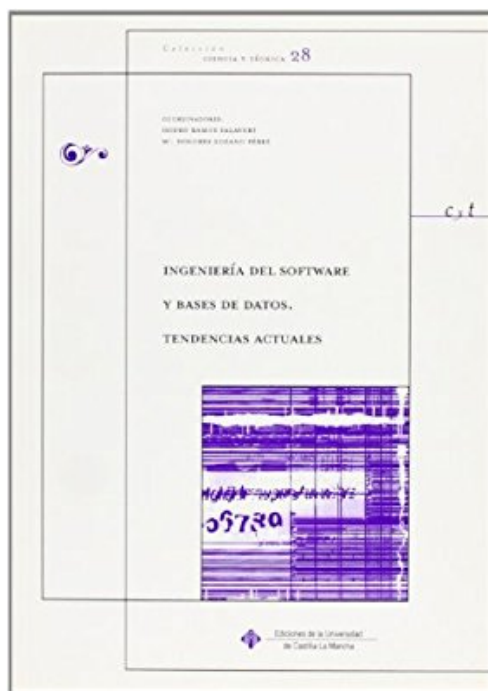 Colección
CIENCIA Y TÉCNICA 28
COORDINADORES:
ISIDRO RAMOS SALAVERT
Mª. DOLORES LOZANO PÉREZ
c y t
INGENIERÍA DEL SOFTWARE
Y BASES DE DATOS.
TENDENCIAS ACTUALES
Ediciones de la Universidad
de Castilla-La Mancha